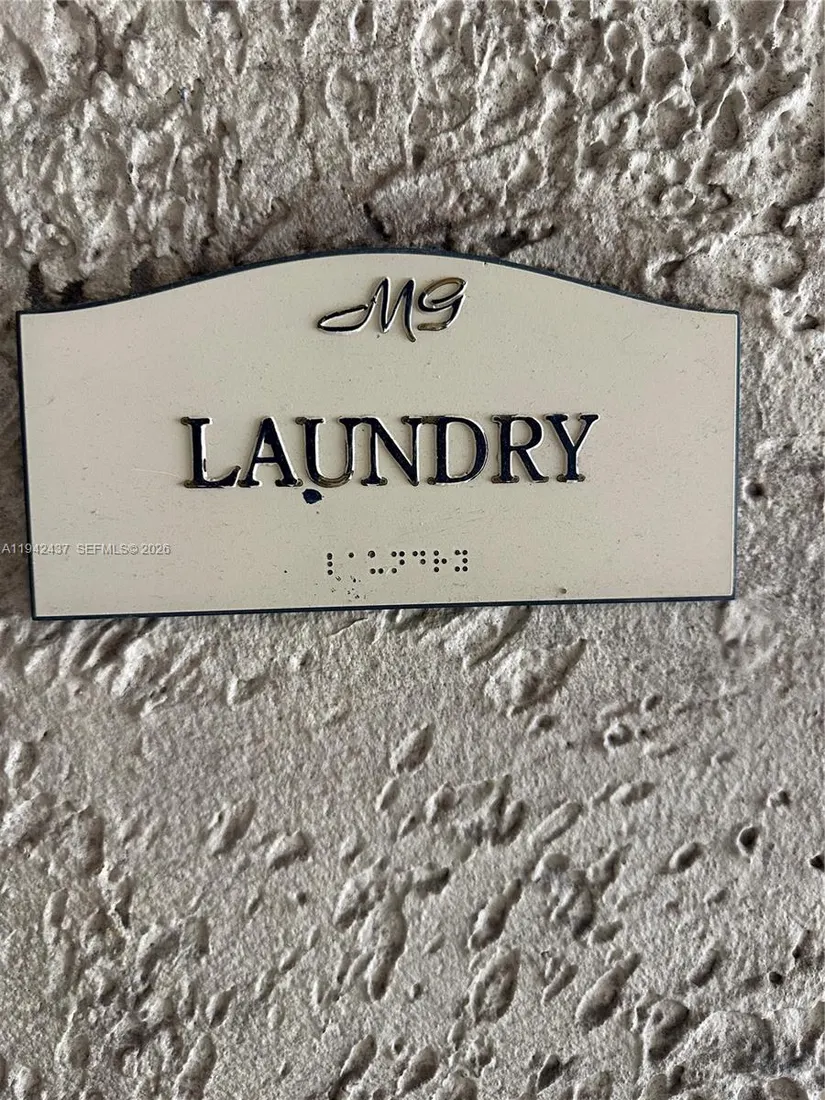 MG
LAUNDRY
⠇⠁⠥⠝⠙⠗⠽
A11942437 SEFMLS© 2026